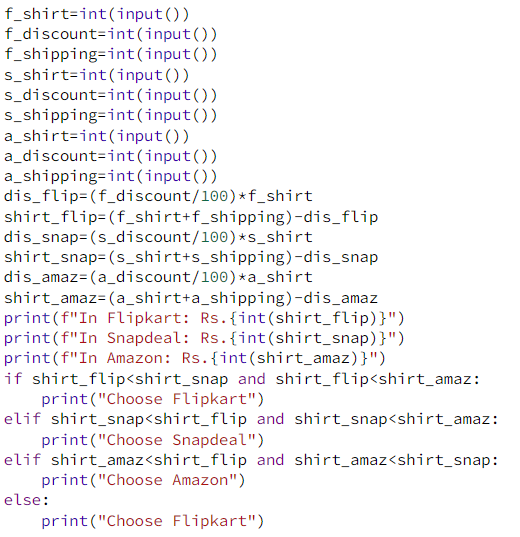 f_shirt=int(input())
f_discount=int(input())
f_shipping=int(input())
s_shirt=int(input())
s_discount=int(input())
s_shipping=int(input())
a_shirt=int(input())
a_discount=int(input())
a_shipping=int(input())
dis_flip=(f_discount/100)*f_shirt
shirt_flip=(f_shirt+f_shipping)-dis_flip
dis_snap=(s_discount/100)*s_shirt
shirt_snap=(s_shirt+s_shipping)-dis_snap
dis_amaz=(a_discount/100)*a_shirt
shirt_amaz=(a_shirt+a_shipping)-dis_amaz
print(f"In Flipkart: Rs.{int(shirt_flip)}")
print(f"In Snapdeal: Rs.{int(shirt_snap)}")
print(f"In Amazon: Rs.{int(shirt_amaz)}")
if shirt_flip<shirt_snap and shirt_flip<shirt_amaz:
    print("Choose Flipkart")
elif shirt_snap<shirt_flip and shirt_snap<shirt_amaz:
    print("Choose Snapdeal")
elif shirt_amaz<shirt_flip and shirt_amaz<shirt_snap:
    print("Choose Amazon")
else:
    print("Choose Flipkart")